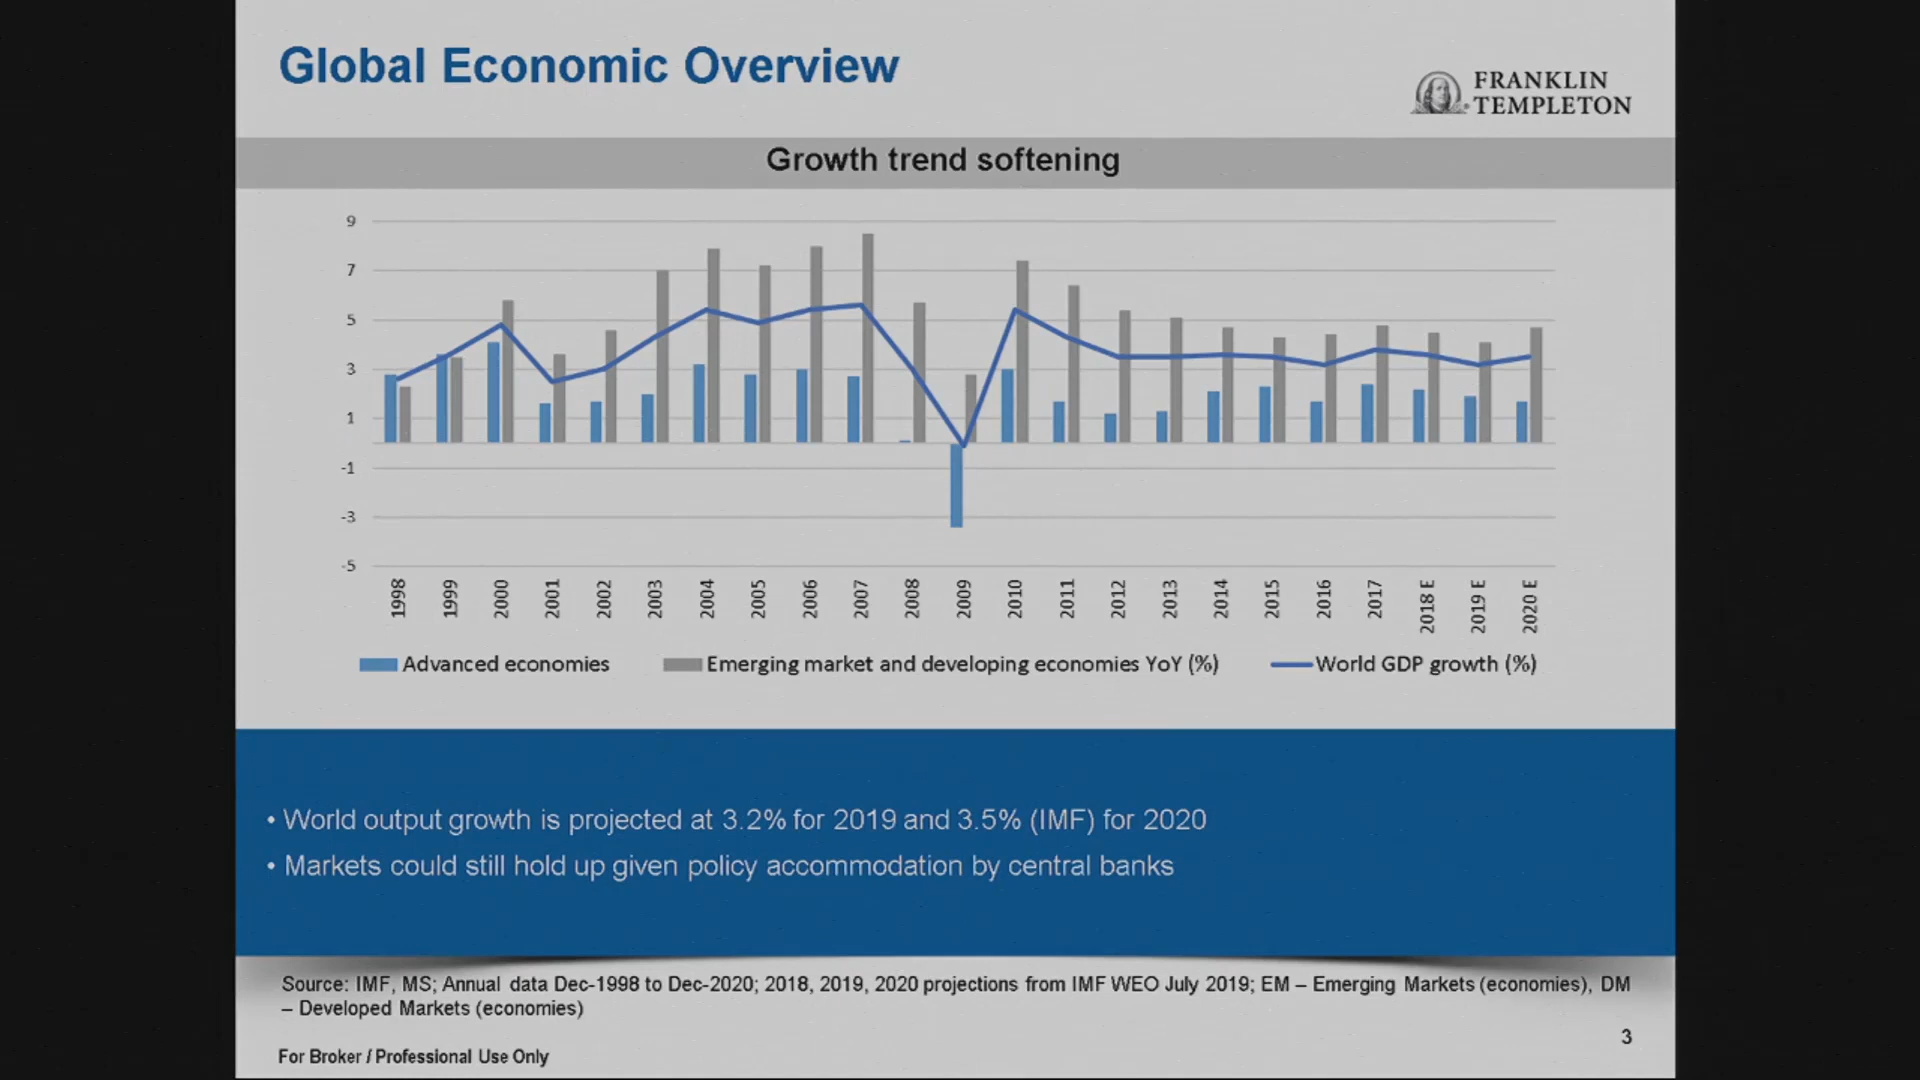 Global Economic Overview
FRANKLIN
TEMPLETON
Growth trend softening
9
7
5
3
1
-1
-3
-5
1998
1999
2000
2001
2002
2003
2004
2005
2006
2007
2008
2009
2010
2011
2012
2013
2014
2015
2016
2017
2018 E
2019 E
2020 E
Advanced economies
Emerging market and developing economies YoY (%)
World GDP growth (%)
• World output growth is projected at 3.2% for 2019 and 3.5% (IMF) for 2020
• Markets could still hold up given policy accommodation by central banks
Source: IMF, MS; Annual data Dec-1998 to Dec-2020; 2018, 2019, 2020 projections from IMF WEO July 2019; EM – Emerging Markets (economies), DM
– Developed Markets (economies)
3
For Broker / Professional Use Only